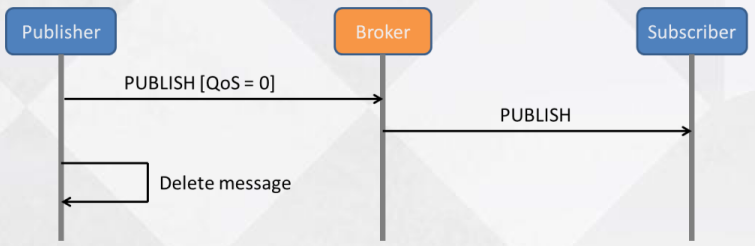 Publisher
Broker
Subscriber
PUBLISH [QoS = 0]
PUBLISH
Delete message